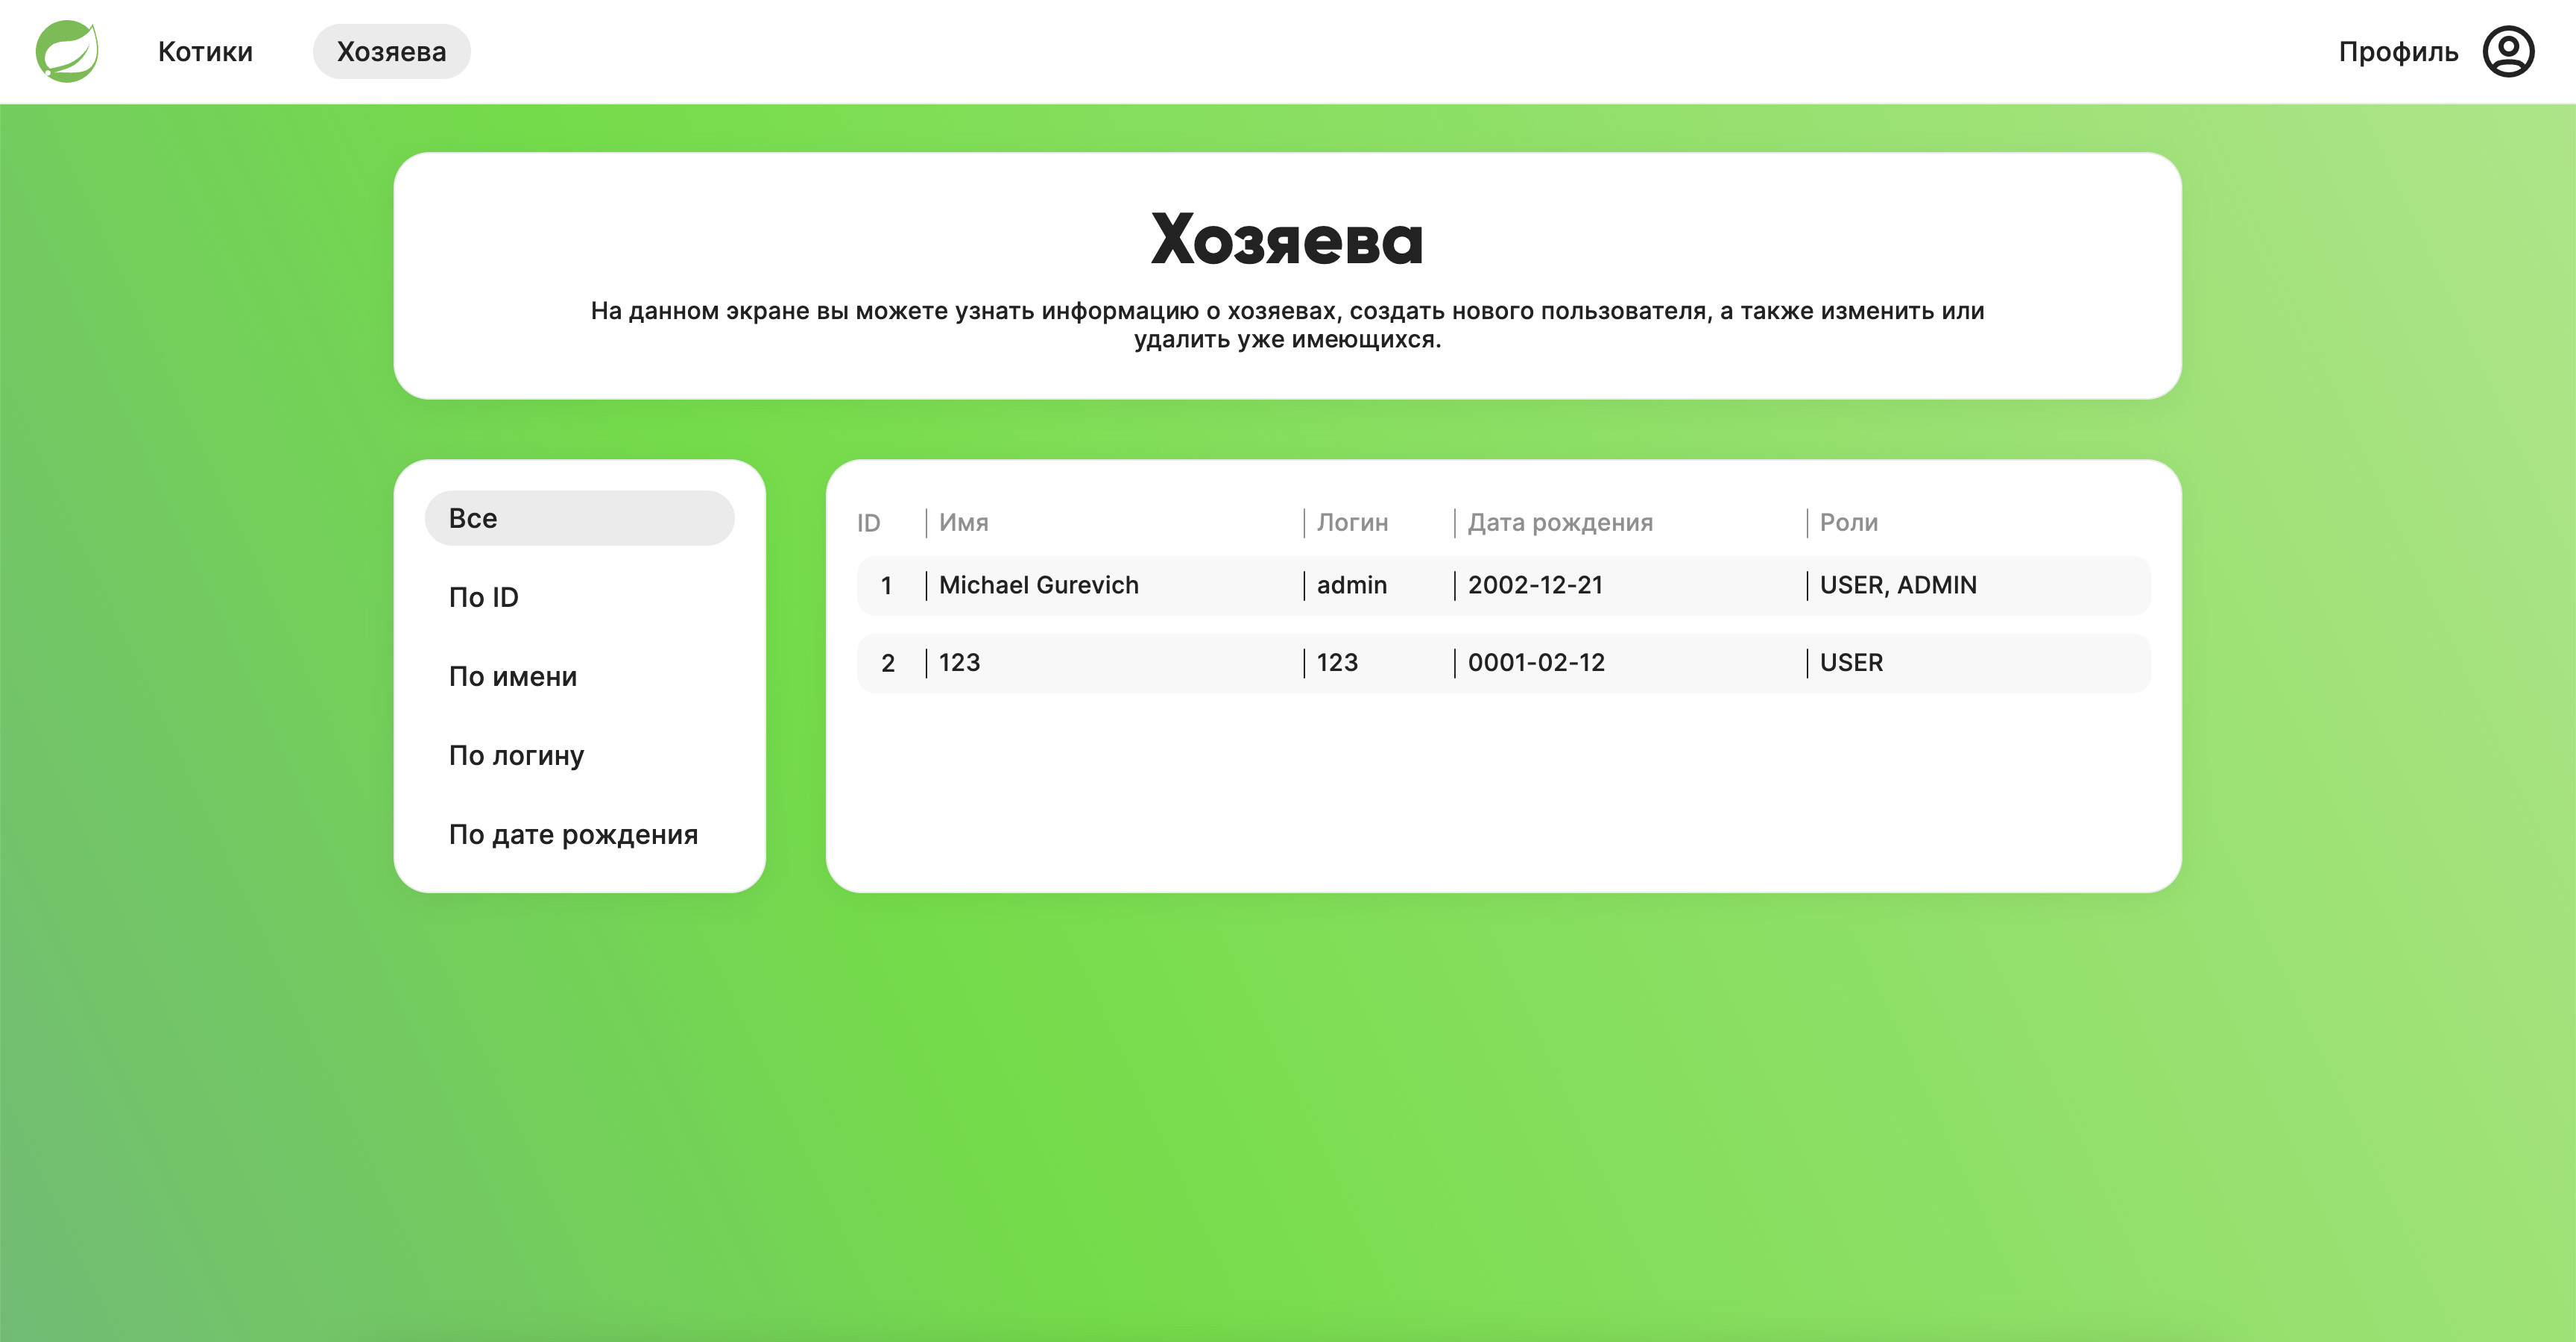 Котики
Хозяева
Профиль
Хозяева
На данном экране вы можете узнать информацию о хозяевах, создать нового пользователя, а также изменить или
удалить уже имеющихся.
Все
По ID
По имени
По логину
По дате рождения
ID Имя Логин Дата рождения Роли
1 Michael Gurevich admin 2002-12-21 USER, ADMIN
2 123 123 0001-02-12 USER